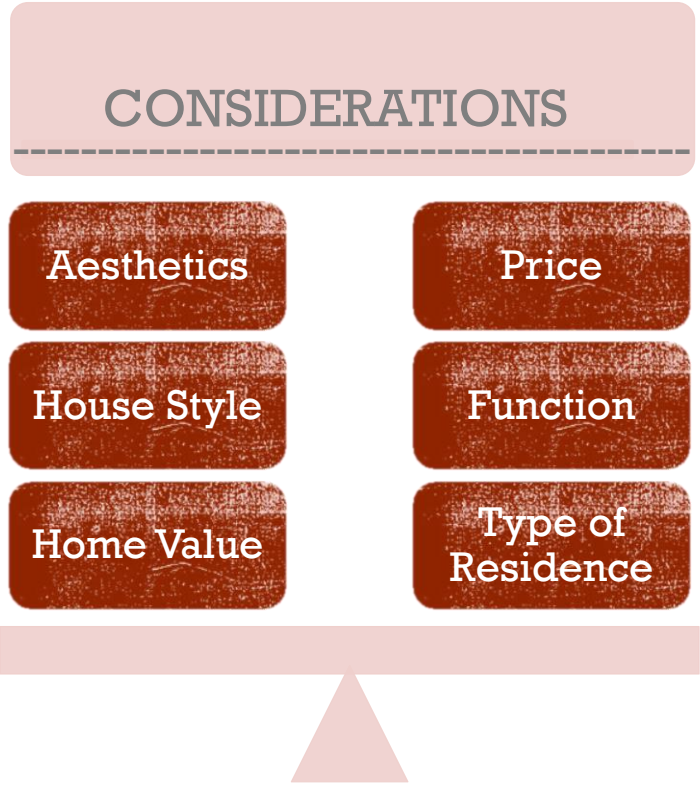 CONSIDERATIONS
Aesthetics
Price
House Style
Function
Home Value
Type of
Residence